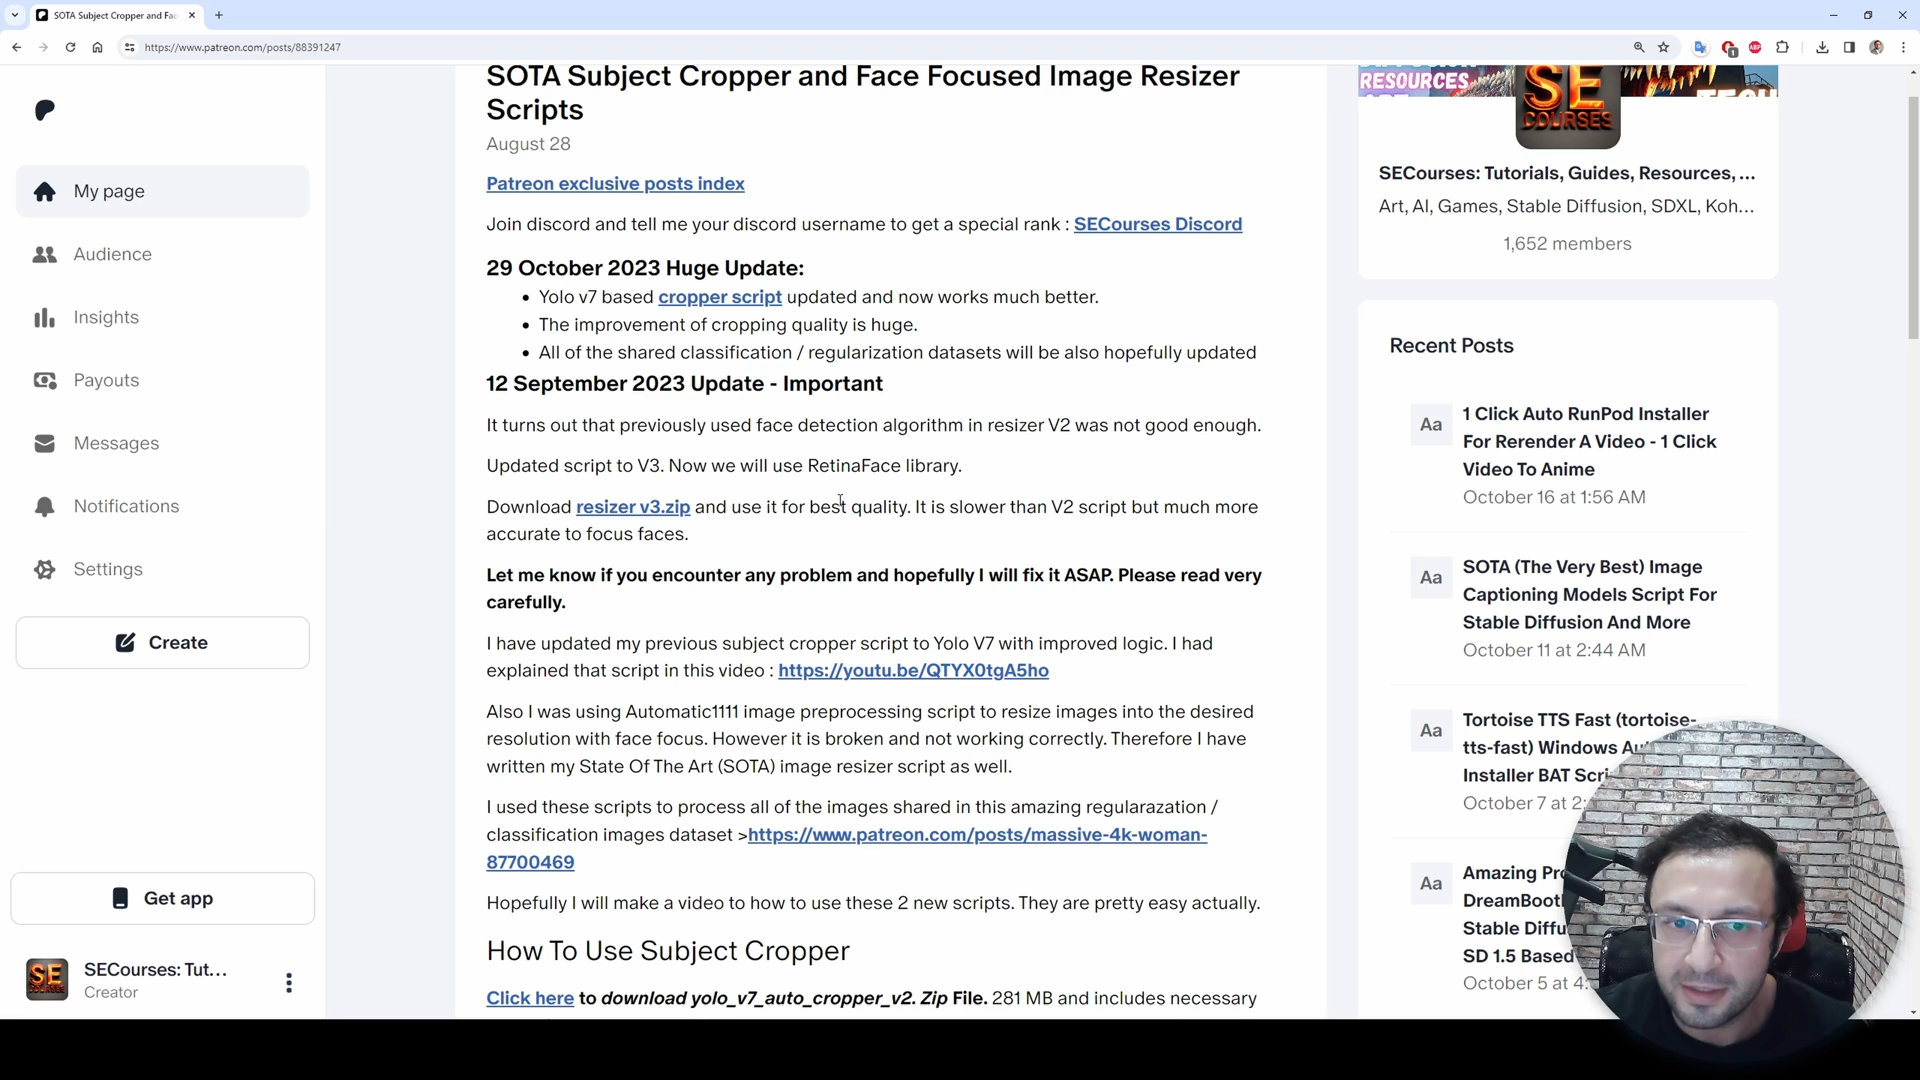 SOTA Subject Cropper and Fac
https://www.patreon.com/posts/88391247
1
ABP
My page
Audience
Insights
Payouts
Messages
Notifications
Settings
Create
Get app
SE
SECourses: Tut...
Creator
SOTA Subject Cropper and Face Focused Image Resizer
Scripts
August 28
Patreon exclusive posts index
Join discord and tell me your discord username to get a special rank : SECourses Discord
29 October 2023 Huge Update:
Yolo v7 based cropper script updated and now works much better.
The improvement of cropping quality is huge.
All of the shared classification / regularization datasets will be also hopefully updated
12 September 2023 Update - Important
It turns out that previously used face detection algorithm in resizer V2 was not good enough.
Updated script to V3. Now we will use RetinaFace library.
Download resizer v3.zip and use it for best quality. It is slower than V2 script but much more
accurate to focus faces.
Let me know if you encounter any problem and hopefully I will fix it ASAP. Please read very
carefully.
I have updated my previous subject cropper script to Yolo V7 with improved logic. I had
explained that script in this video : https://youtu.be/QTYX0tgA5ho
Also I was using Automatic1111 image preprocessing script to resize images into the desired
resolution with face focus. However it is broken and not working correctly. Therefore I have
written my State Of The Art (SOTA) image resizer script as well.
I used these scripts to process all of the images shared in this amazing regularazation /
classification images dataset >https://www.patreon.com/posts/massive-4k-woman-
87700469
Hopefully I will make a video to how to use these 2 new scripts. They are pretty easy actually.
How To Use Subject Cropper
Click here to download yolo_v7_auto_cropper_v2. Zip File. 281 MB and includes necessary
RESOURCES
SE
COURSES
SECourses: Tutorials, Guides, Resources, ...
Art, AI, Games, Stable Diffusion, SDXL, Koh...
1,652 members
Recent Posts
Aa
1 Click Auto RunPod Installer
For Rerender A Video - 1 Click
Video To Anime
October 16 at 1:56 AM
Aa
SOTA (The Very Best) Image
Captioning Models Script For
Stable Diffusion And More
October 11 at 2:44 AM
Aa
Tortoise TTS Fast (tortoise-
tts-fast) Windows Au
Installer BAT Scri
October 7 at 2:
Aa
Amazing Pr
DreamBoot
Stable Diffu
SD 1.5 Based
October 5 at 4: